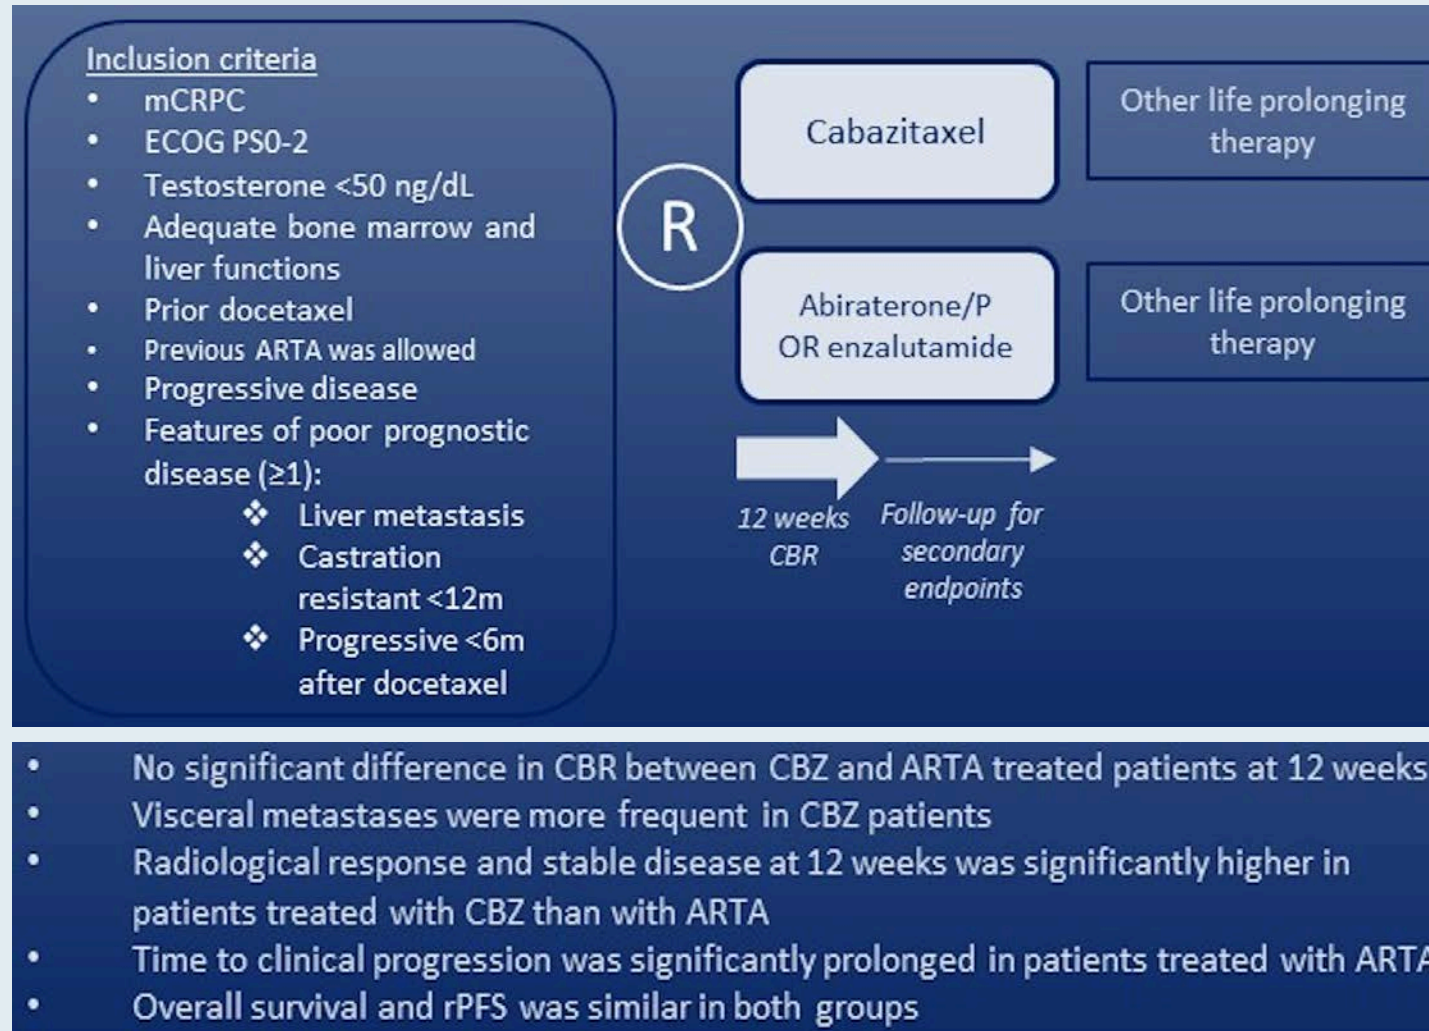 Inclusion criteria
• mCRPC
• ECOG PS0-2
• Testosterone <50 ng/dL
• Adequate bone marrow and
liver functions
• Prior docetaxel
• Previous ARTA was allowed
• Progressive disease
• Features of poor prognostic
disease (≥1):
❖ Liver metastasis
❖ Castration
resistant <12m
❖ Progressive <6m
after docetaxel
R
Cabazitaxel
Other life prolonging
therapy
Abiraterone/P
OR enzalutamide
Other life prolonging
therapy
12 weeks
CBR
Follow-up for
secondary
endpoints
• No significant difference in CBR between CBZ and ARTA treated patients at 12 weeks
• Visceral metastases were more frequent in CBZ patients
• Radiological response and stable disease at 12 weeks was significantly higher in
patients treated with CBZ than with ARTA
• Time to clinical progression was significantly prolonged in patients treated with ARTA
• Overall survival and rPFS was similar in both groups